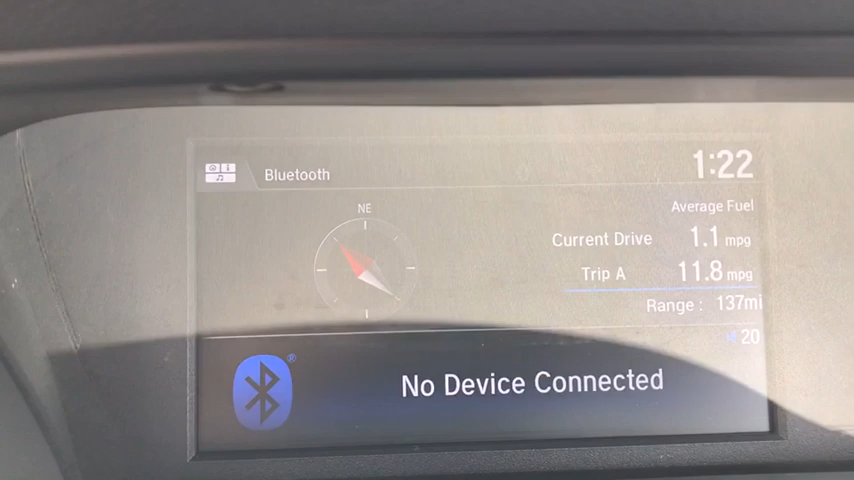 Bluetooth
1:22
NE
Average Fuel
Current Drive 1.1 mpg
Trip A 11.8 mpg
Range : 137mi
20
®
No Device Connected